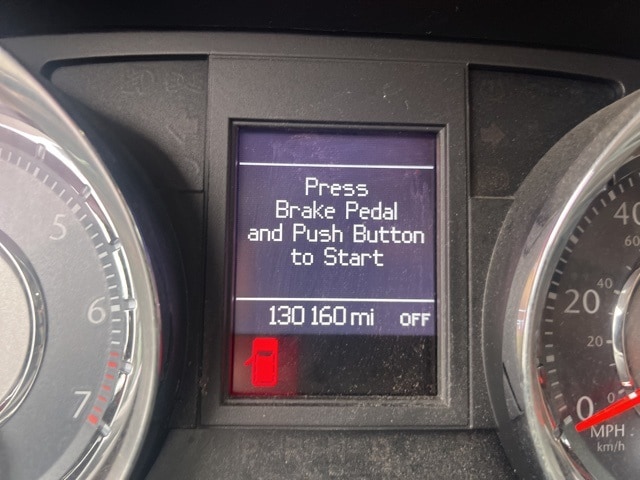 Press
Brake Pedal
and Push Button
to Start
130160 mi OFF
5
6
7
40
60
20
40
20
0
0
MPH
km/h